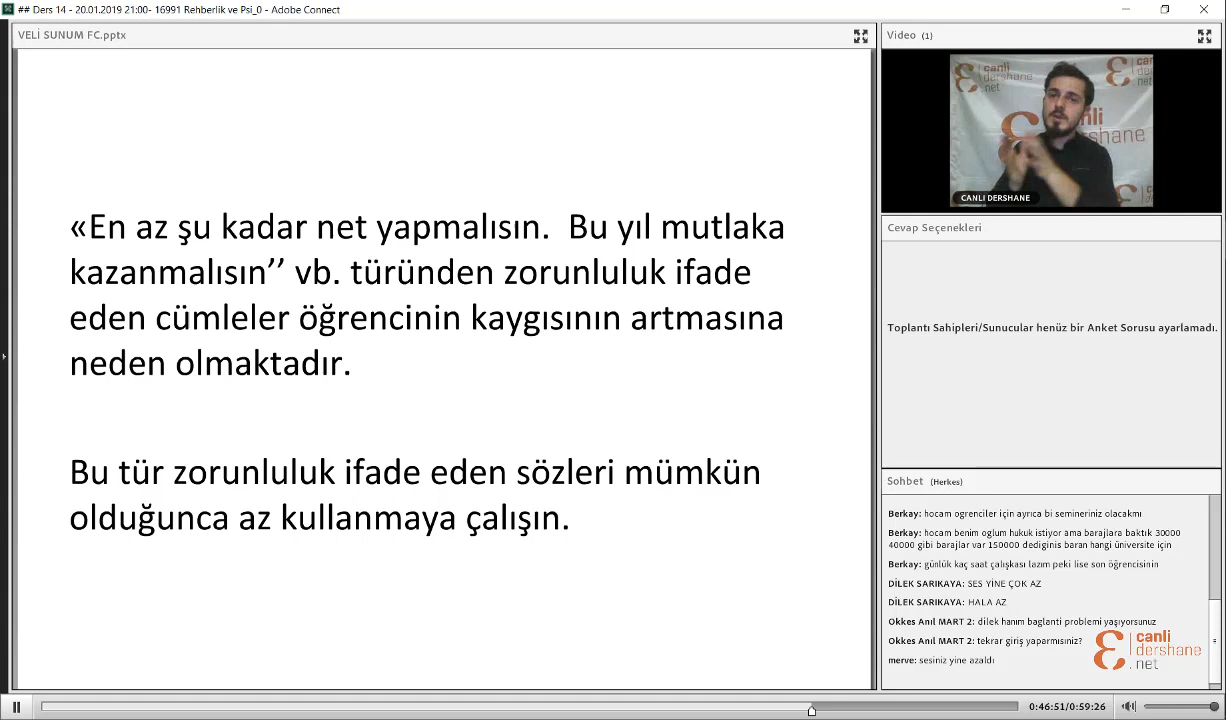 ## Ders 14 - 20.01.2019 21:00- 16991 Rehberlik ve Psi_0 - Adobe Connect
VELİ SUNUM FC.pptx
«En az şu kadar net yapmalısın.  Bu yıl mutlaka
kazanmalısın’’ vb. türünden zorunluluk ifade
eden cümleler öğrencinin kaygısının artmasına
neden olmaktadır.
Bu tür zorunluluk ifade eden sözleri mümkün
olduğunca az kullanmaya çalışın.
Video (1)
canli
dershane
.net
CANLI DERSHANE
Cevap Seçenekleri
Toplantı Sahipleri/Sunucular henüz bir Anket Sorusu ayarlamadı.
Sohbet (Herkes)
Berkay: hocam ogrenciler için ayrıca bi semineriniz olacakmı
Berkay: hocam benim oglum hukuk istiyor ama barajlara baktık 30000
40000 gibi barajlar var 150000 dediginis baran hangi üniversite için
Berkay: günlük kaç saat çalışkası lazım peki lise son öğrencisinin
DİLEK SARIKAYA: SES YİNE ÇOK AZ
DİLEK SARIKAYA: HALA AZ
Okkes Anıl MART 2: dilek hanım baglanti problemi yaşıyorsunuz
Okkes Anıl MART 2: tekrar giriş yaparmısınız?
merve: sesiniz yine azaldı
canli
dershane
.net
0:46:51/0:59:26